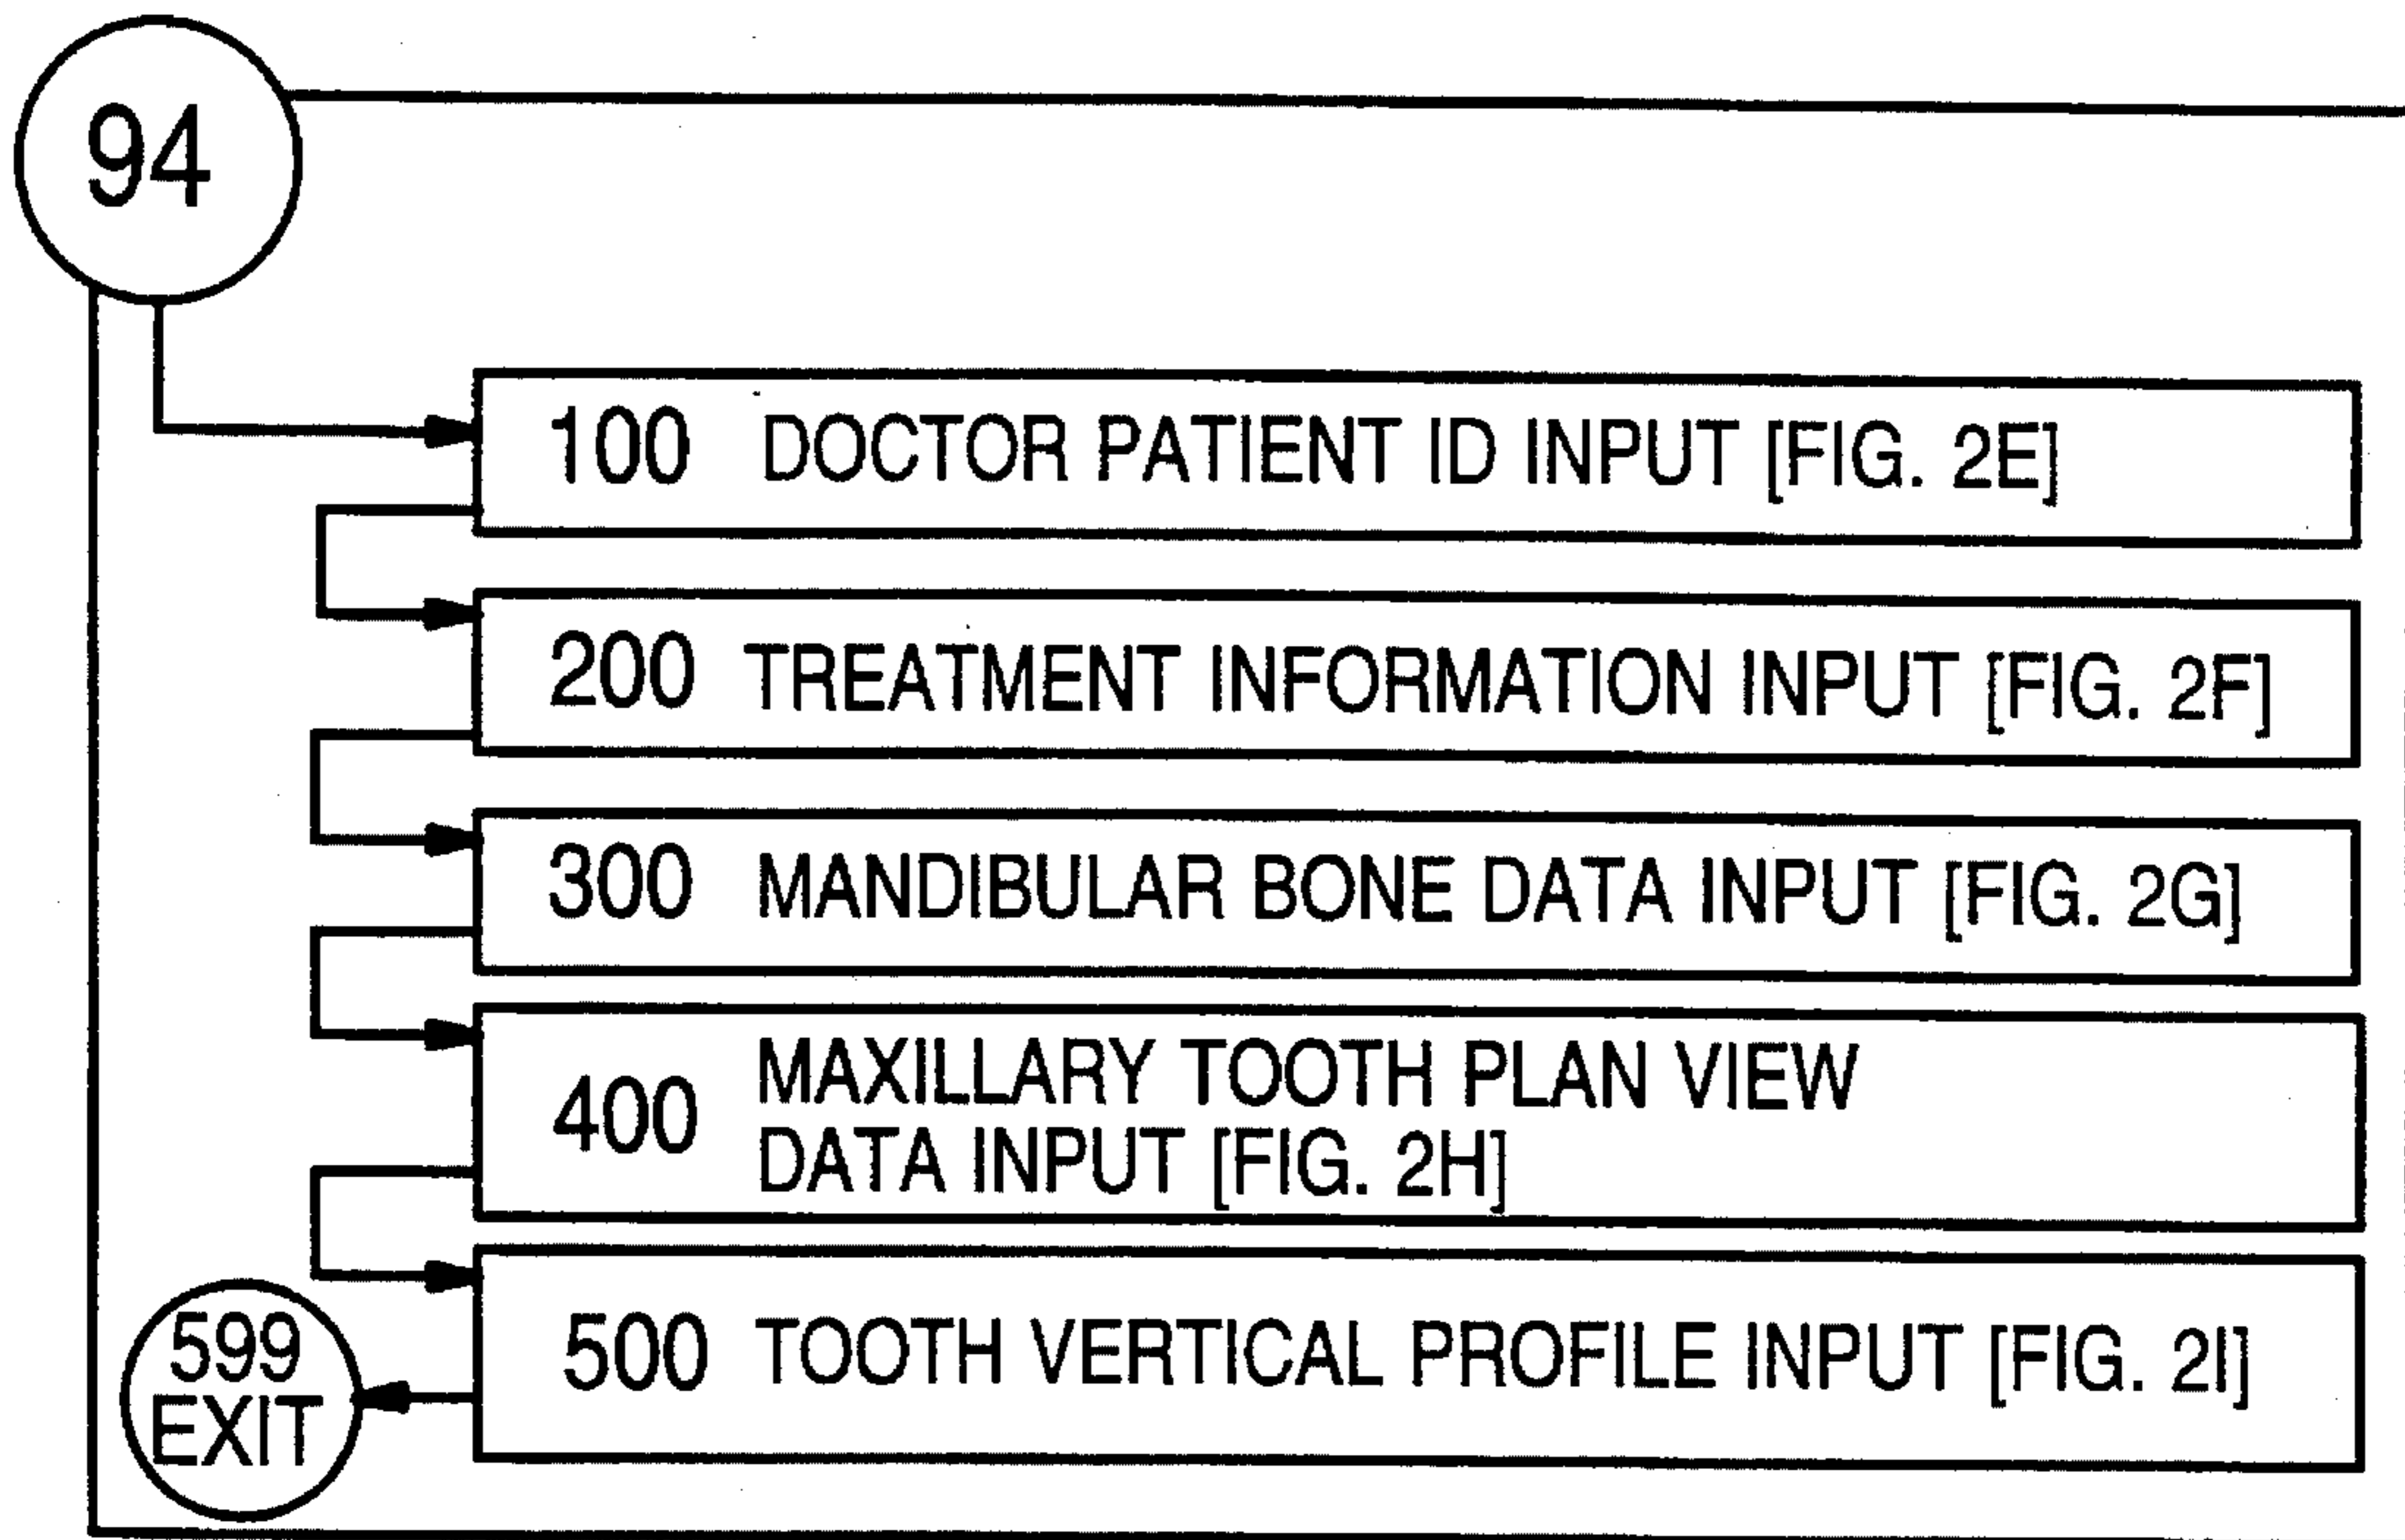 94
100 DOCTOR PATIENT ID INPUT [FIG. 2E]
200 TREATMENT INFORMATION INPUT [FIG. 2F]
300 MANDIBULAR BONE DATA INPUT [FIG. 2G]
400 MAXILLARY TOOTH PLAN VIEW
DATA INPUT [FIG. 2H]
500 TOOTH VERTICAL PROFILE INPUT [FIG. 2I]
599
EXIT